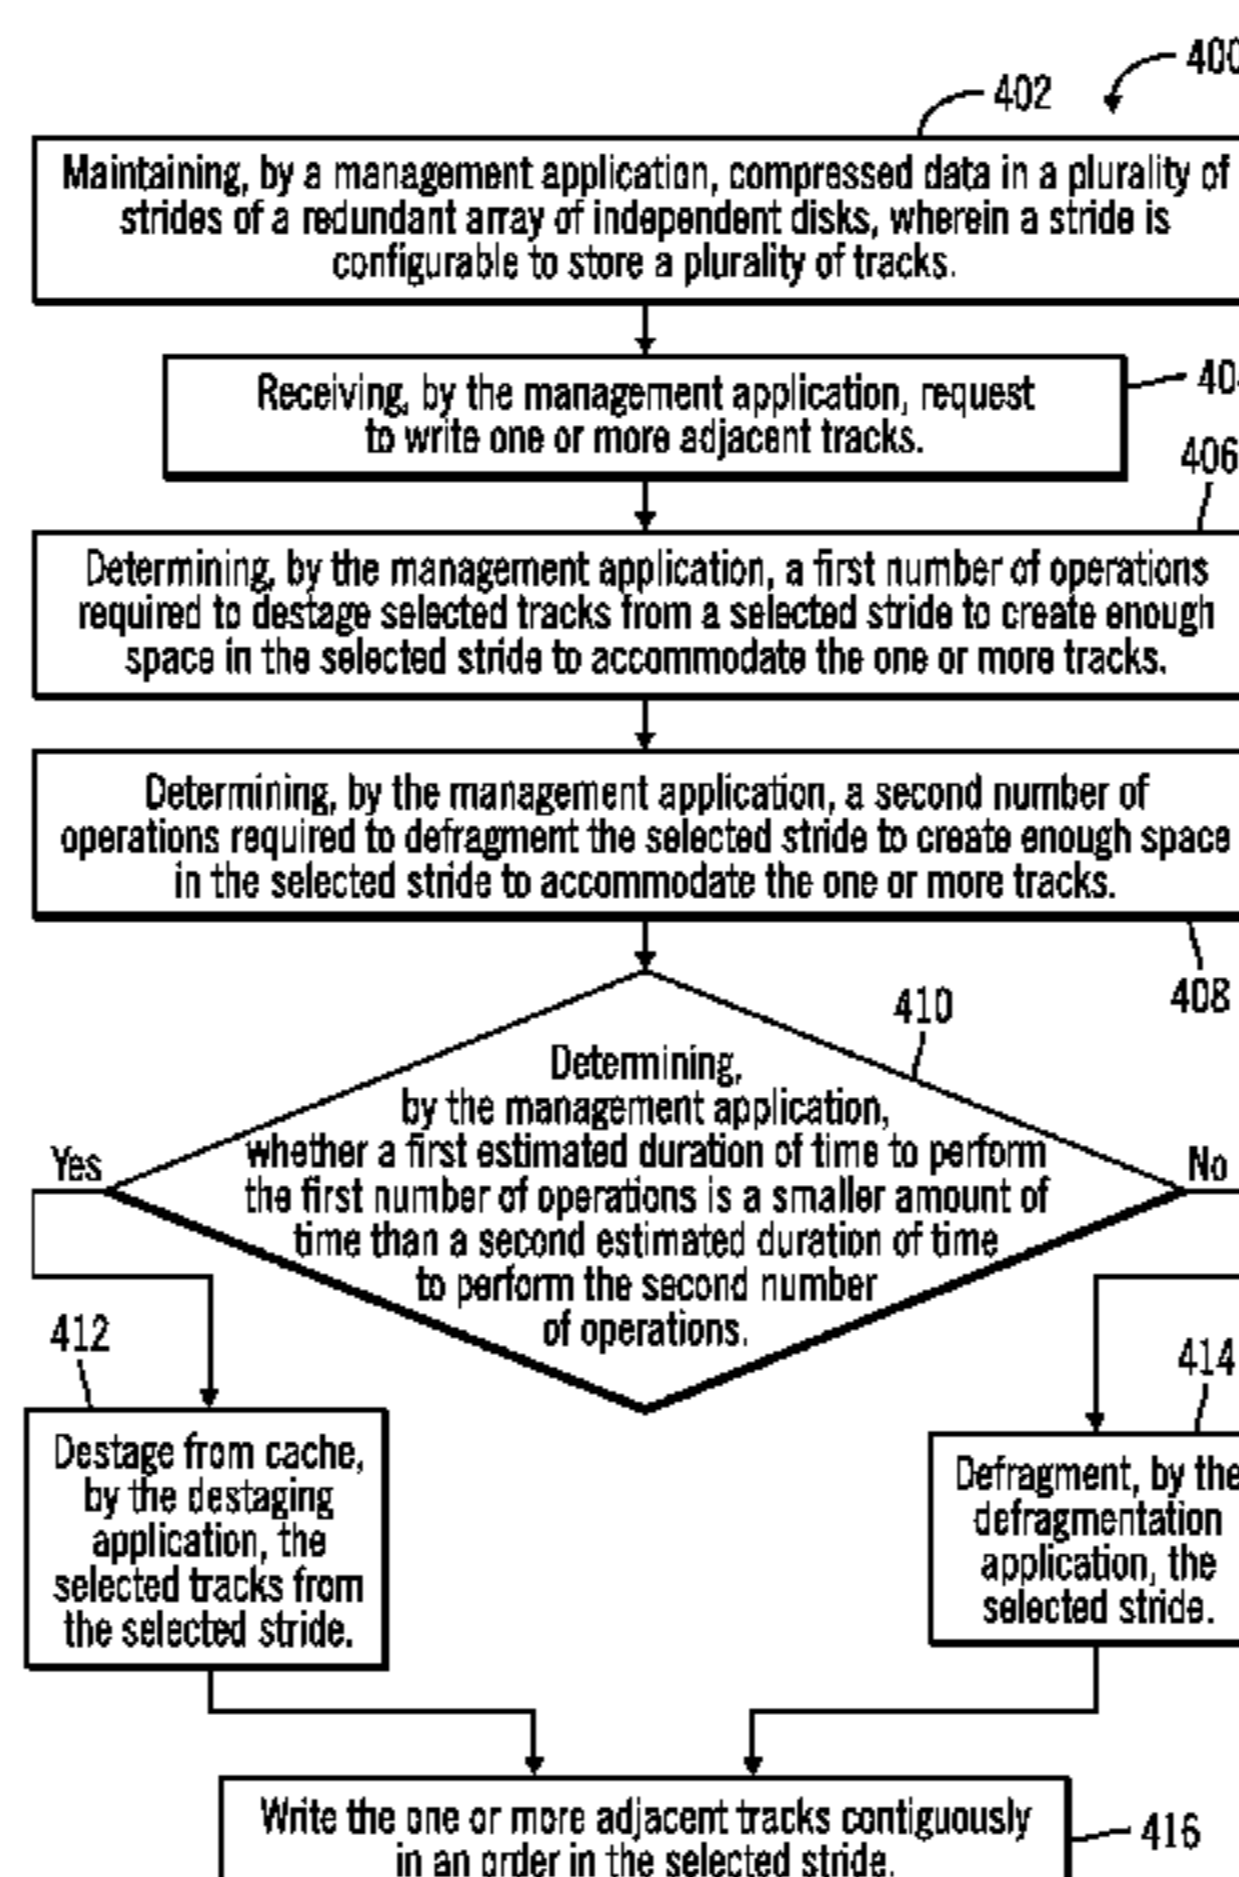 400
402
Maintaining, by a management application, compressed data in a plurality of
strides of a redundant array of independent disks, wherein a stride is
configurable to store a plurality of tracks.
Receiving, by the management application, request
to write one or more adjacent tracks.
406
Determining, by the management application, a first number of operations
required to destage selected tracks from a selected stride to create enough
space in the selected stride to accommodate the one or more tracks.
Determining, by the management application, a second number of
operations required to defragment the selected stride to create enough space
in the selected stride to accommodate the one or more tracks.
408
410
Determining,
by the management application,
whether a first estimated duration of time to perform
the first number of operations is a smaller amount of
time than a second estimated duration of time
to perform the second number
of operations.
Yes
No
412
Destage from cache,
by the destaging
application, the
selected tracks from
the selected stride.
414
Defragment, by the
defragmentation
application, the
selected stride.
Write the one or more adjacent tracks contiguously
in an order in the selected stride.
416